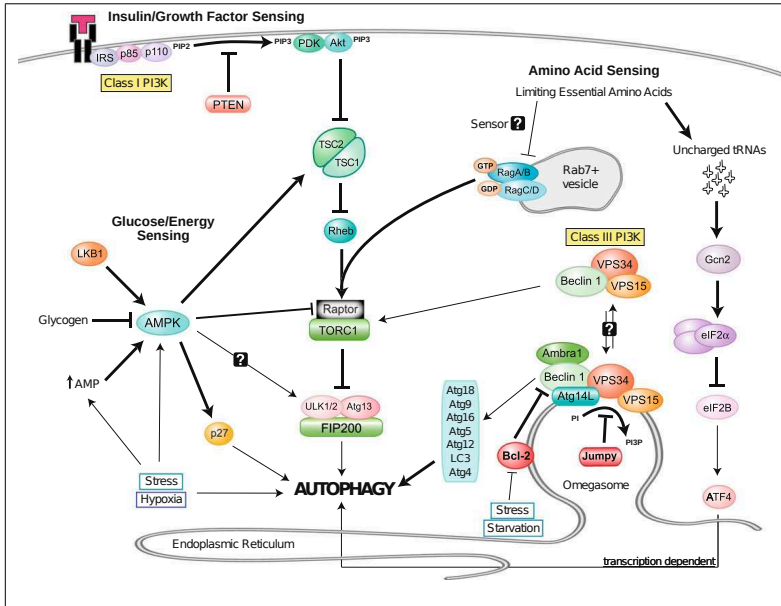 Insulin/Growth Factor Sensing
IRS
p85
p110
PIP2
PIP3
PDK
Akt
PIP3
Class I PI3K
PTEN
Amino Acid Sensing
Limiting Essential Amino Acids
Sensor ?
TSC2
TSC1
GTP
RagA/B
GDP
RagC/D
Rab7+
vesicle
Uncharged tRNAs
Glucose/Energy
Sensing
Rheb
Class III PI3K
LKB1
VPS34
Beclin 1
VPS15
Gcn2
Glycogen
AMPK
Raptor
TORC1
?
?
eIF2α
Ambra1
Beclin 1
VPS34
Atg14L
VPS15
AMP
ULK1/2
Atg13
FIP200
Atg18
Atg9
Atg16
Atg5
Atg12
LC3
Atg4
PI
PI3P
eIF2B
p27
Bcl-2
Jumpy
Stress
Hypoxia
AUTOPHAGY
Omegasome
ATF4
Stress
Starvation
Endoplasmic Reticulum
transcription dependent